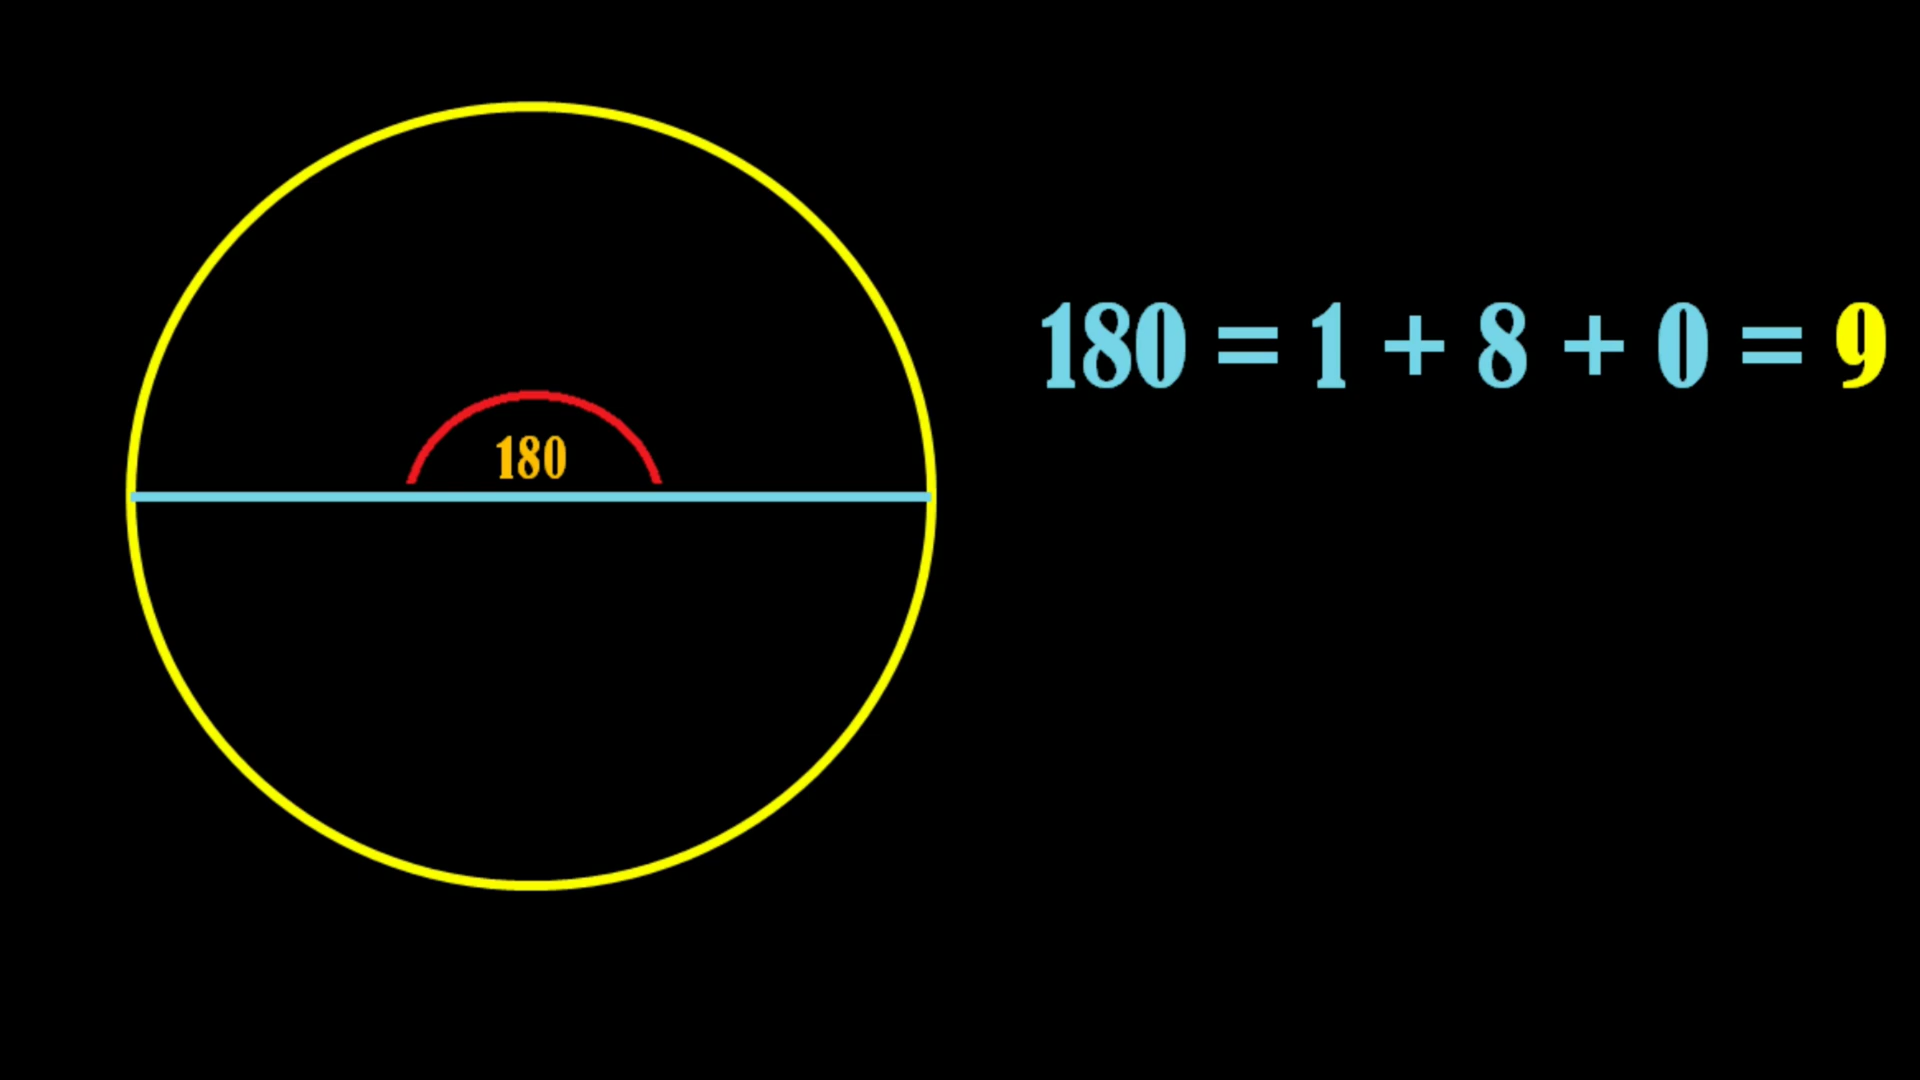 180 = 1 + 8 + 0 = 9
180